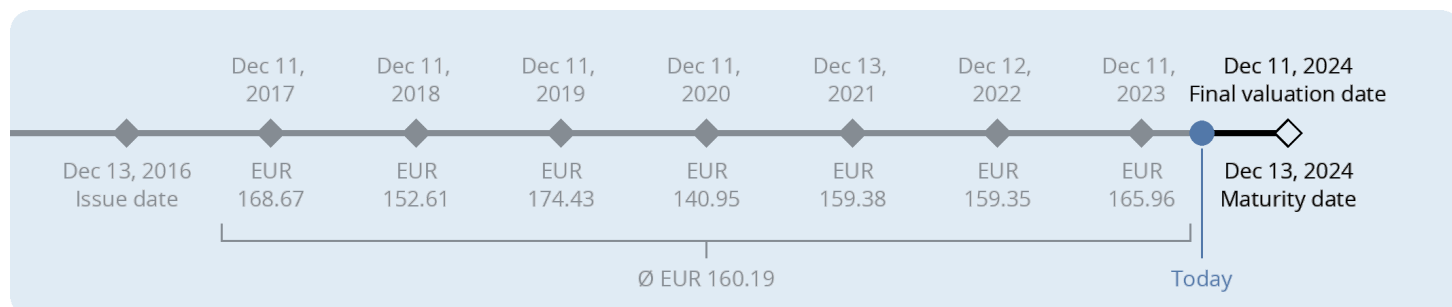 Dec 11,
2017
Dec 11,
2018
Dec 11,
2019
Dec 11,
2020
Dec 13,
2021
Dec 12,
2022
Dec 11,
2023
Dec 11, 2024
Final valuation date
Dec 13, 2016
Issue date
EUR
168.67
EUR
152.61
EUR
174.43
EUR
140.95
EUR
159.38
EUR
159.35
EUR
165.96
Dec 13, 2024
Maturity date
Ø EUR 160.19
Today